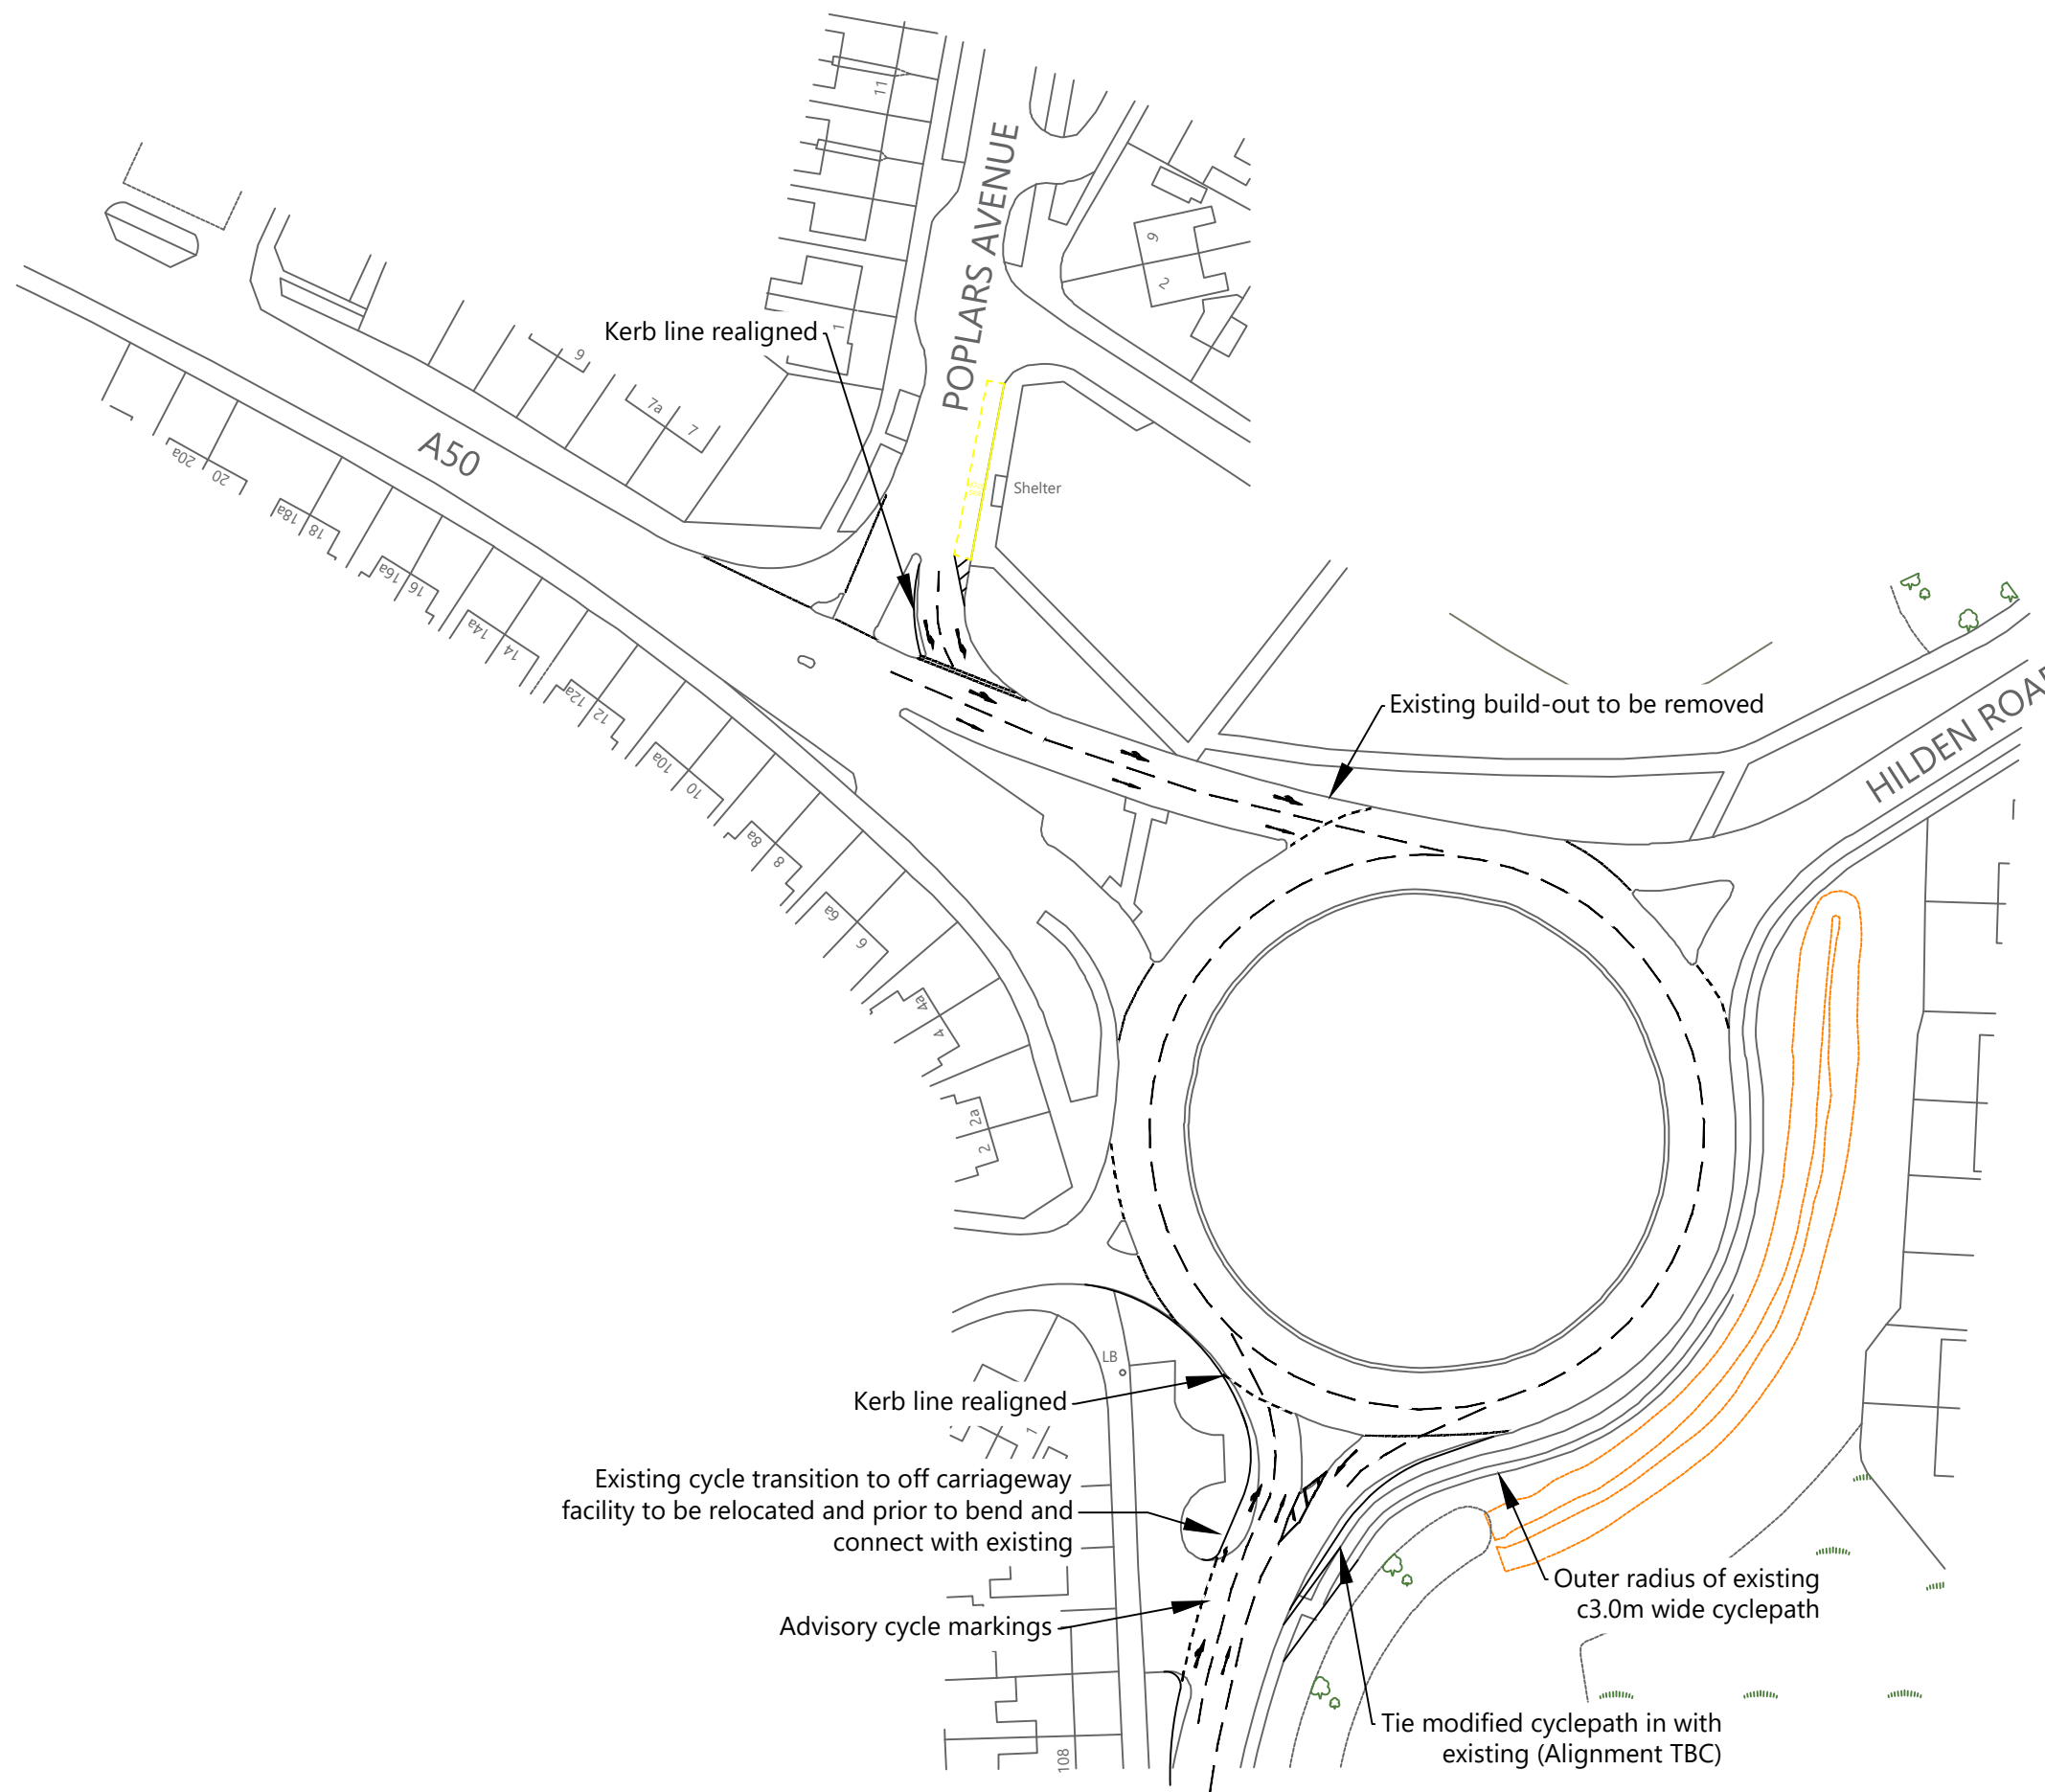 11
POPLARS AVENUE
9
2
Kerb line realigned
1
9
7a
7
A50
20a
20
Shelter
18a
18
16a
16
14a
14
12a
12
Existing build-out to be removed
HILDEN ROAD
10a
10
8a
8
6a
6
4a
4
2a
2
LB
Kerb line realigned
1
Existing cycle transition to off carriageway
facility to be relocated and prior to bend and
connect with existing
Outer radius of existing
c3.0m wide cyclepath
Advisory cycle markings
Tie modified cyclepath in with
existing (Alignment TBC)
108